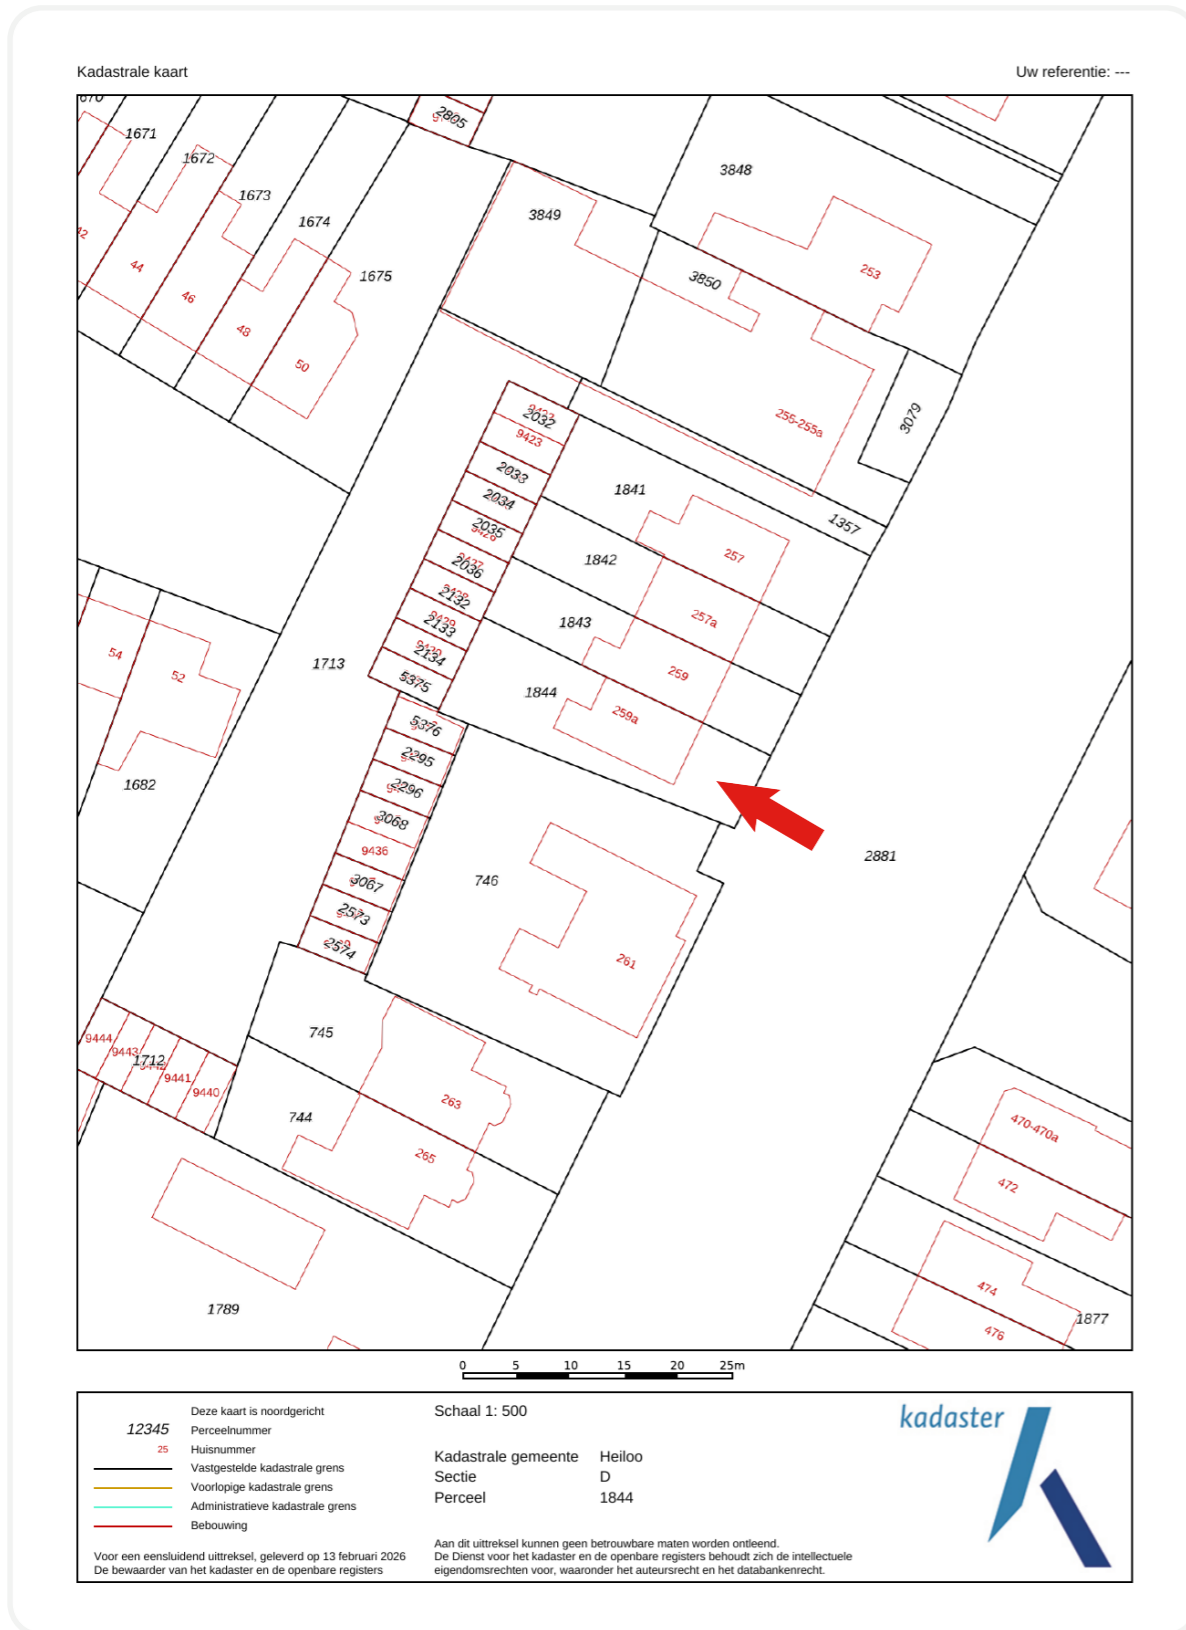 Kadastrale kaart
Uw referentie: ---
670
2805
1671
1672
3848
1673
3849
1674
42
44
253
1675
3850
46
48
50
2032
9423
255-255a
3079
2033
1841
2034
1357
2035
257
1842
2036
2132
257a
1843
2133
54
2134
1713
52
259
5375
1844
259a
5376
2295
1682
2296
3068
9436
2881
3067
746
2573
2574
261
745
9444
9443
1712
9441
9440
263
744
470-470a
265
472
474
1789
1877
476
0 5 10 15 20 25m
Deze kaart is noordgericht
12345 Perceelnummer
25 Huisnummer
Vastgestelde kadastrale grens
Voorlopige kadastrale grens
Administratieve kadastrale grens
Bebouwing
Voor een eensluidend uittreksel, geleverd op 13 februari 2026
De bewaarder van het kadaster en de openbare registers
Schaal 1: 500
Kadastrale gemeente Heiloo
Sectie D
Perceel 1844
Aan dit uittreksel kunnen geen betrouwbare maten worden ontleend.
De Dienst voor het kadaster en de openbare registers behoudt zich de intellectuele
eigendomsrechten voor, waaronder het auteursrecht en het databankenrecht.
kadaster